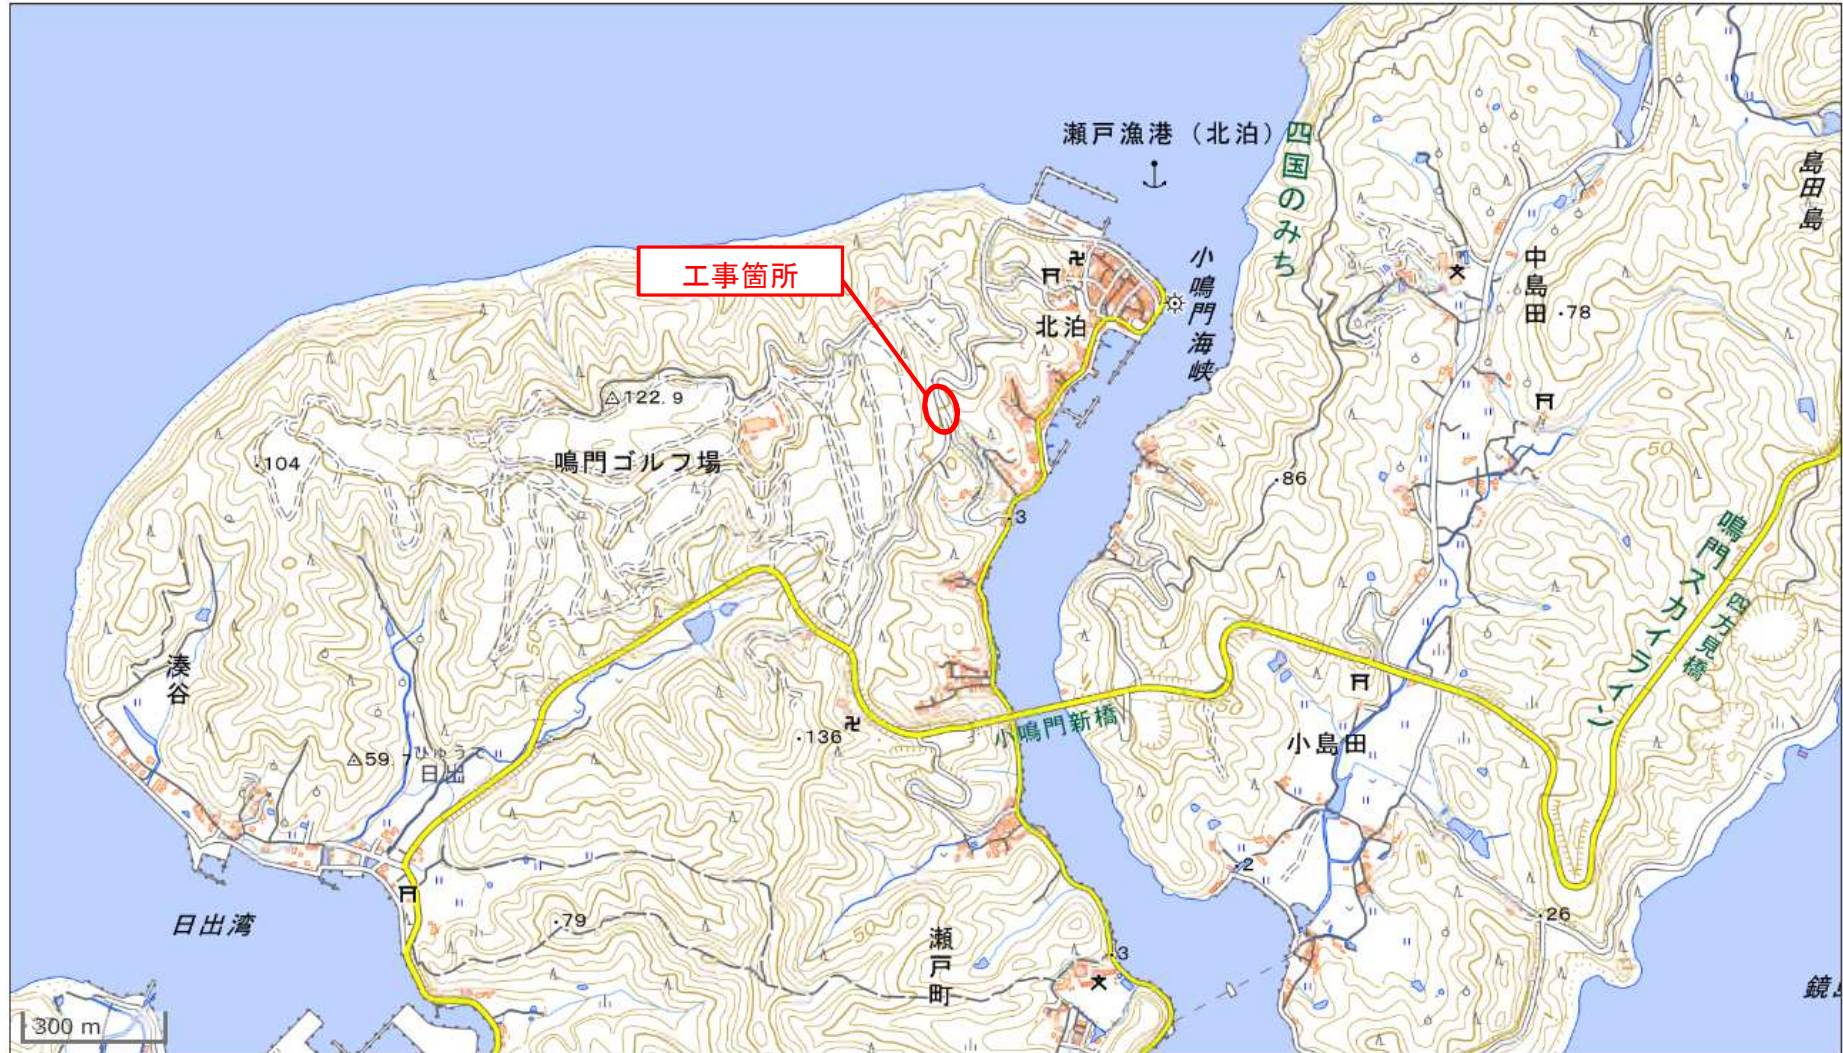 瀬戸漁港（北泊）
四国のみち
島田島
工事箇所
小鳴門海峡
中島田
・78
北泊
122.9
・104
鳴門ゴルフ場
・86
50
・3
鳴門スカイライン
四方見橋
湊谷
50
50
小鳴門新橋
・136
小島田
59.7
ひゅうで
日出
・2
・26
日出湾
・79
50
瀬戸町
・3
鏡
300 m